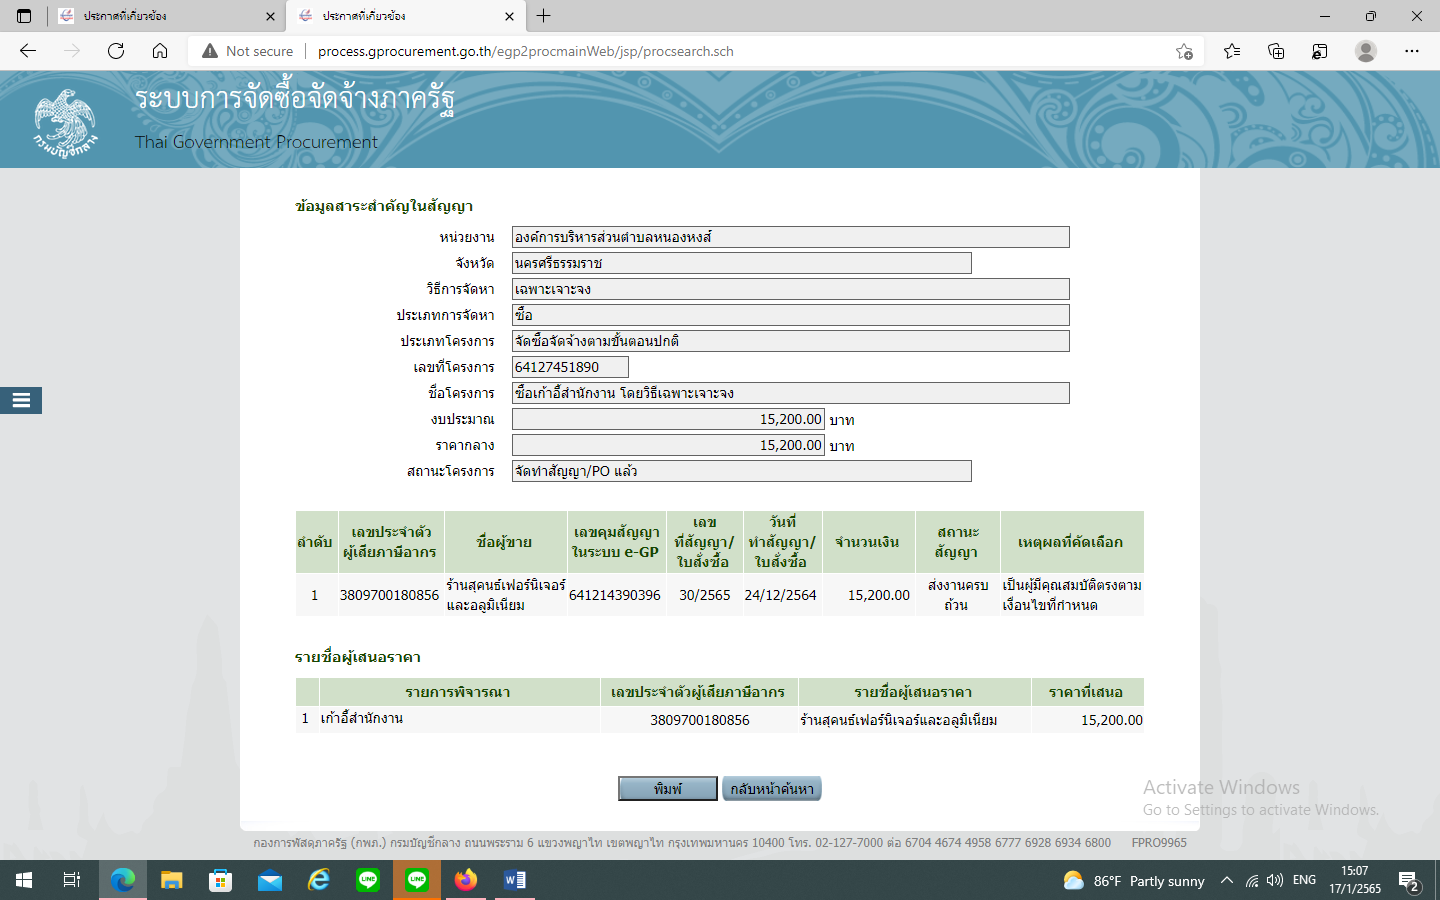 ประกาศที่เกี่ยวข้อง
ประกาศที่เกี่ยวข้อง
Not secure
process.gprocurement.go.th/egp2procmainWeb/jsp/procsearch.sch
ระบบการจัดซื้อจัดจ้างภาครัฐ
Thai Government Procurement
กรมบัญชีกลาง
ข้อมูลสาระสำคัญในสัญญา
หน่วยงาน องค์การบริหารส่วนตำบลหนองหงส์
จังหวัด นครศรีธรรมราช
วิธีการจัดหา เฉพาะเจาะจง
ประเภทการจัดหา ซื้อ
ประเภทโครงการ จัดซื้อจัดจ้างตามขั้นตอนปกติ
เลขที่โครงการ 64127451890
ชื่อโครงการ ซื้อเก้าอี้สำนักงาน โดยวิธีเฉพาะเจาะจง
งบประมาณ 15,200.00 บาท
ราคากลาง 15,200.00 บาท
สถานะโครงการ จัดทำสัญญา/PO แล้ว
ลำดับ เลขประจำตัวผู้เสียภาษีอากร ชื่อผู้ขาย เลขคุมสัญญาในระบบ e-GP เลขที่สัญญา/ใบสั่งซื้อ วันที่ทำสัญญา/ใบสั่งซื้อ จำนวนเงิน สถานะสัญญา เหตุผลที่คัดเลือก
1 3809700180856 ร้านสุคนธ์เฟอร์นิเจอร์และอลูมิเนียม 641214390396 30/2565 24/12/2564 15,200.00 ส่งงานครบถ้วน เป็นผู้มีคุณสมบัติตรงตามเงื่อนไขที่กำหนด
รายชื่อผู้เสนอราคา
รายการพิจารณา เลขประจำตัวผู้เสียภาษีอากร รายชื่อผู้เสนอราคา ราคาที่เสนอ
1 เก้าอี้สำนักงาน 3809700180856 ร้านสุคนธ์เฟอร์นิเจอร์และอลูมิเนียม 15,200.00
พิมพ์ กลับหน้าค้นหา
Activate Windows
Go to Settings to activate Windows.
กองการพัสดุภาครัฐ (กพภ.) กรมบัญชีกลาง ถนนพระราม 6 แขวงพญาไท เขตพญาไท กรุงเทพมหานคร 10400 โทร. 02-127-7000 ต่อ 6704 4674 4958 6777 6928 6934 6800 FPRO9965
86°F Partly sunny ENG 15:07
17/1/2565
2